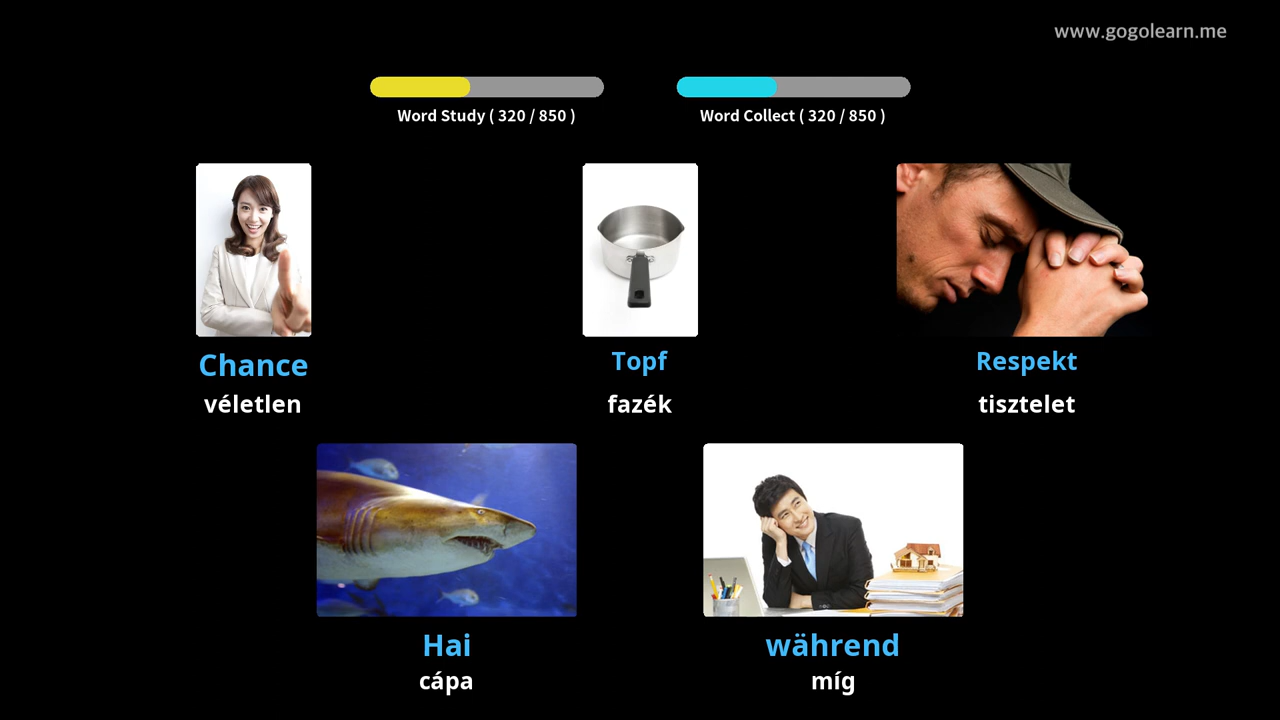 www.gogolearn.me
Word Study ( 320 / 850 )
Word Collect ( 320 / 850 )
Chance
véletlen
Topf
fazék
Respekt
tisztelet
Hai
cápa
während
míg